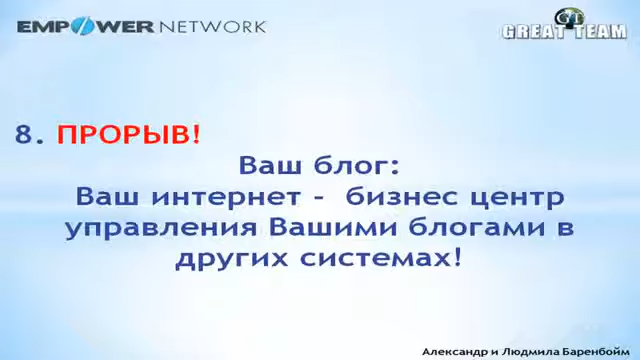 EMPOWER NETWORK
GT
GREAT TEAM
8. ПРОРЫВ!
Ваш блог:
Ваш интернет - бизнес центр
управления Вашими блогами в
других системах!
Александр и Людмила Баренбойм